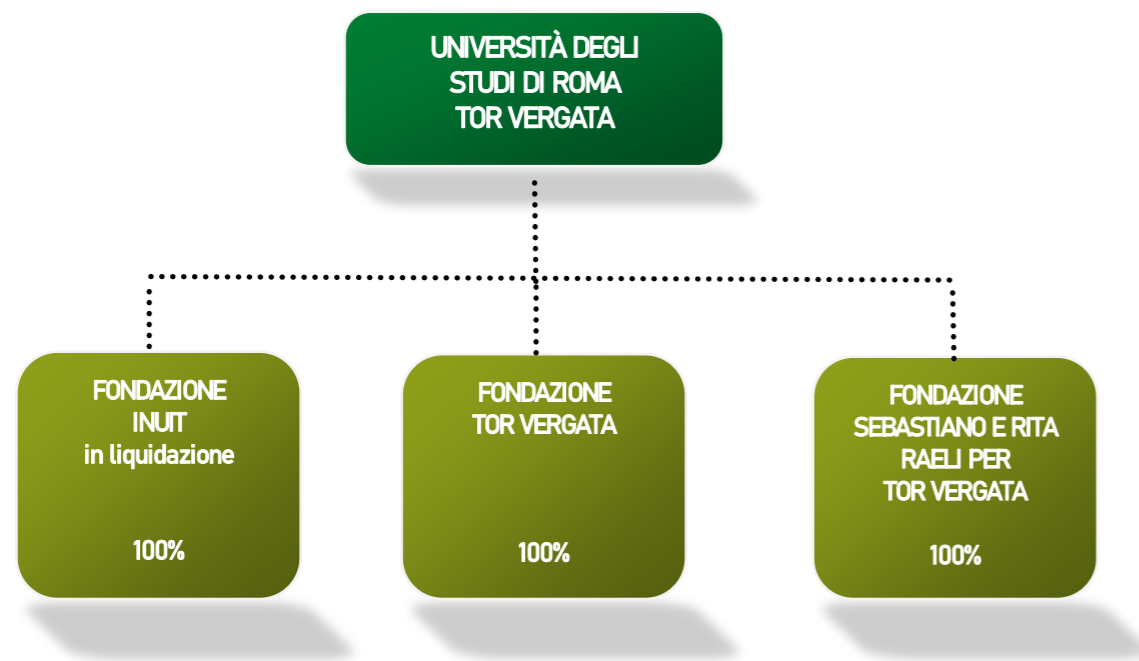 UNIVERSITÀ DEGLI
STUDI DI ROMA
TOR VERGATA
FONDAZIONE
INUIT
in liquidazione
100%
FONDAZIONE
TOR VERGATA
100%
FONDAZIONE
SEBASTIANO E RITA
RAELI PER
TOR VERGATA
100%